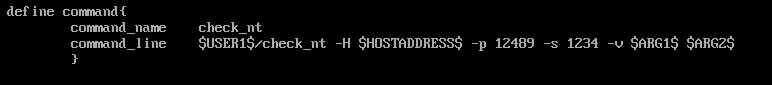 define command{
command_name check_nt
command_line $USER1$/check_nt -H $HOSTADDRESS$ -p 12489 -s 1234 -v $ARG1$ $ARG2$
}